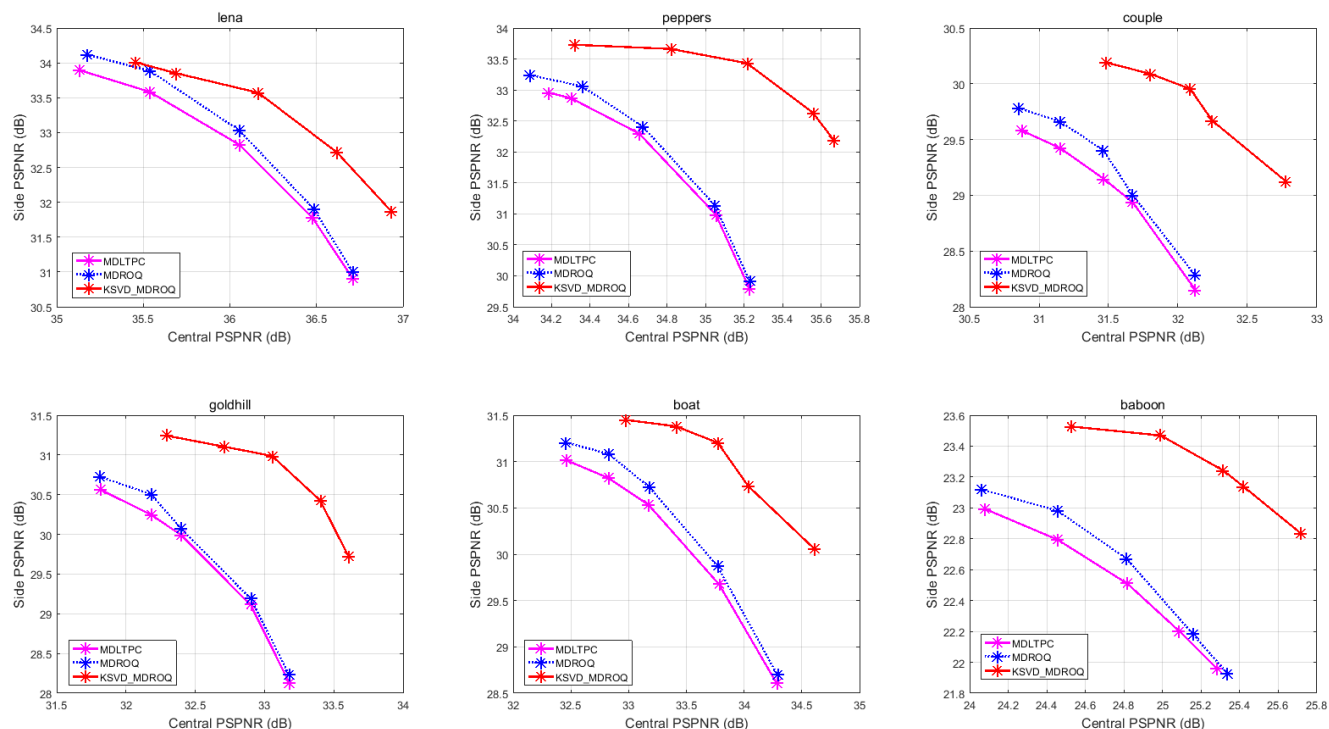 lena
34.5
34
33.5
33
32.5
32
31.5
31
30.5
Side PSPNR (dB)
MDLTPC
MDROQ
KSVD_MDROQ
35 35.5 36 36.5 37
Central PSPNR (dB)
peppers
34
33.5
33
32.5
32
31.5
31
30.5
30
29.5
Side PSPNR (dB)
MDLTPC
MDROQ
KSVD_MDROQ
34 34.2 34.4 34.6 34.8 35 35.2 35.4 35.6 35.8
Central PSPNR (dB)
couple
30.5
30
29.5
29
28.5
28
Side PSPNR (dB)
MDLTPC
MDROQ
KSVD_MDROQ
30.5 31 31.5 32 32.5 33
Central PSPNR (dB)
goldhill
31.5
31
30.5
30
29.5
29
28.5
28
Side PSPNR (dB)
MDLTPC
MDROQ
KSVD_MDROQ
31.5 32 32.5 33 33.5 34
Central PSPNR (dB)
boat
31.5
31
30.5
30
29.5
29
28.5
Side PSPNR (dB)
MDLTPC
MDROQ
KSVD_MDROQ
32 32.5 33 33.5 34 34.5 35
Central PSPNR (dB)
baboon
23.6
23.4
23.2
23
22.8
22.6
22.4
22.2
22
21.8
Side PSPNR (dB)
MDLTPC
MDROQ
KSVD_MDROQ
24 24.2 24.4 24.6 24.8 25 25.2 25.4 25.6 25.8
Central PSPNR (dB)